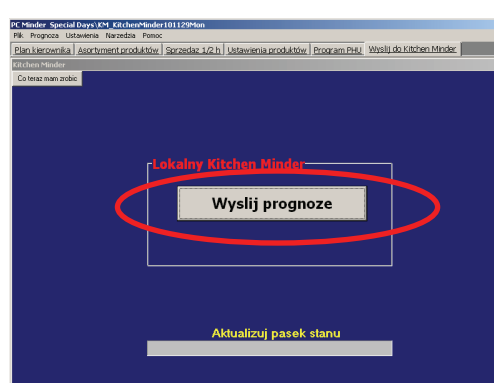 PC Minder Special Days\KM_KitchenMinder101129Mon
Plik Prognoza Ustawienia Narzedzia Pomoc
Plan kierownika Asortyment produktów Sprzedaz 1/2 h Ustawienia produktów Program PHU Wyslij do Kitchen Minder
Kitchen Minder
Co teraz mam zrobic
Lokalny Kitchen Minder
Wyslij prognoze
Aktualizuj pasek stanu